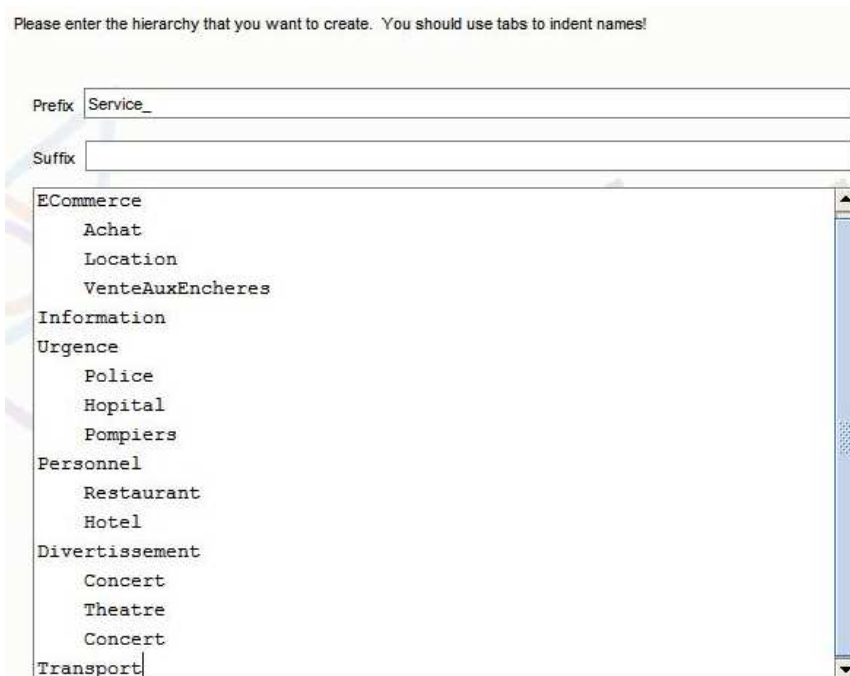 Please enter the hierarchy that you want to create. You should use tabs to indent names!
Prefix Service_
Suffix
ECommerce
Achat
Location
VenteAuxEncheres
Information
Urgence
Police
Hopital
Pompiers
Personnel
Restaurant
Hotel
Divertissement
Concert
Theatre
Concert
Transport